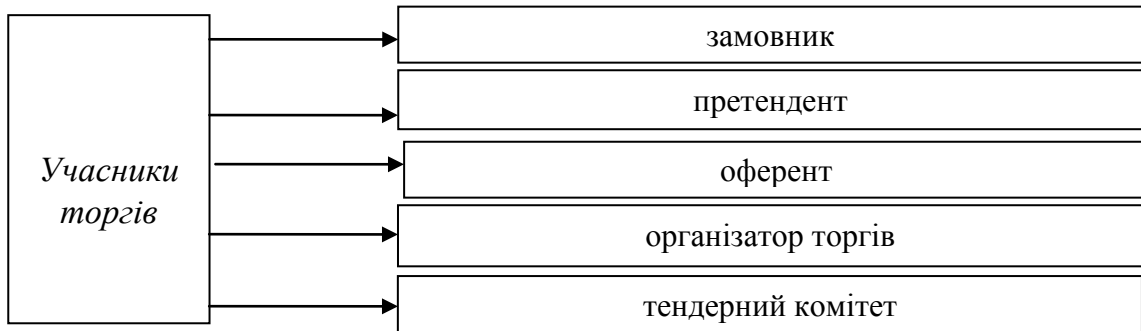 Учасники
торгів
замовник
претендент
оферент
організатор торгів
тендерний комітет